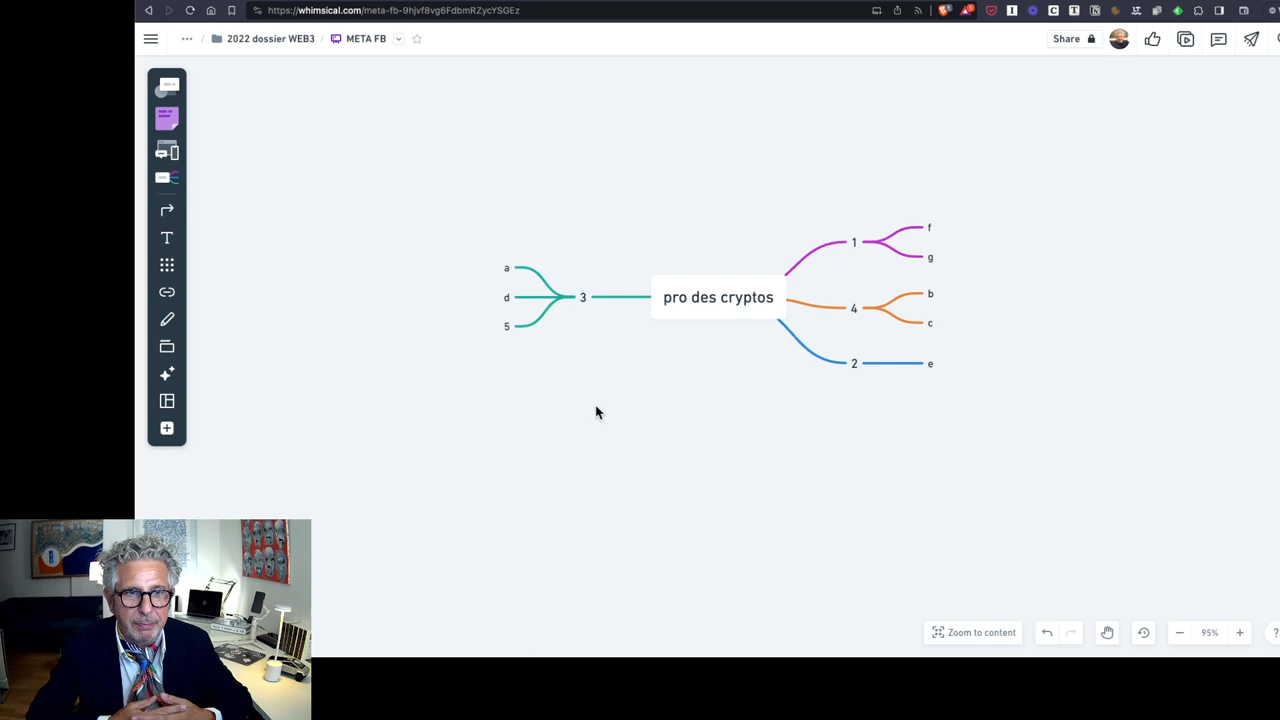 https://whimsical.com/meta-fb-9hjvf8vg6FdbmRZycYSGEz
2022 dossier WEB3 / META FB
Share
pro des cryptos
1
f
g
4
b
c
2
e
3
a
d
5
Zoom to content
95%